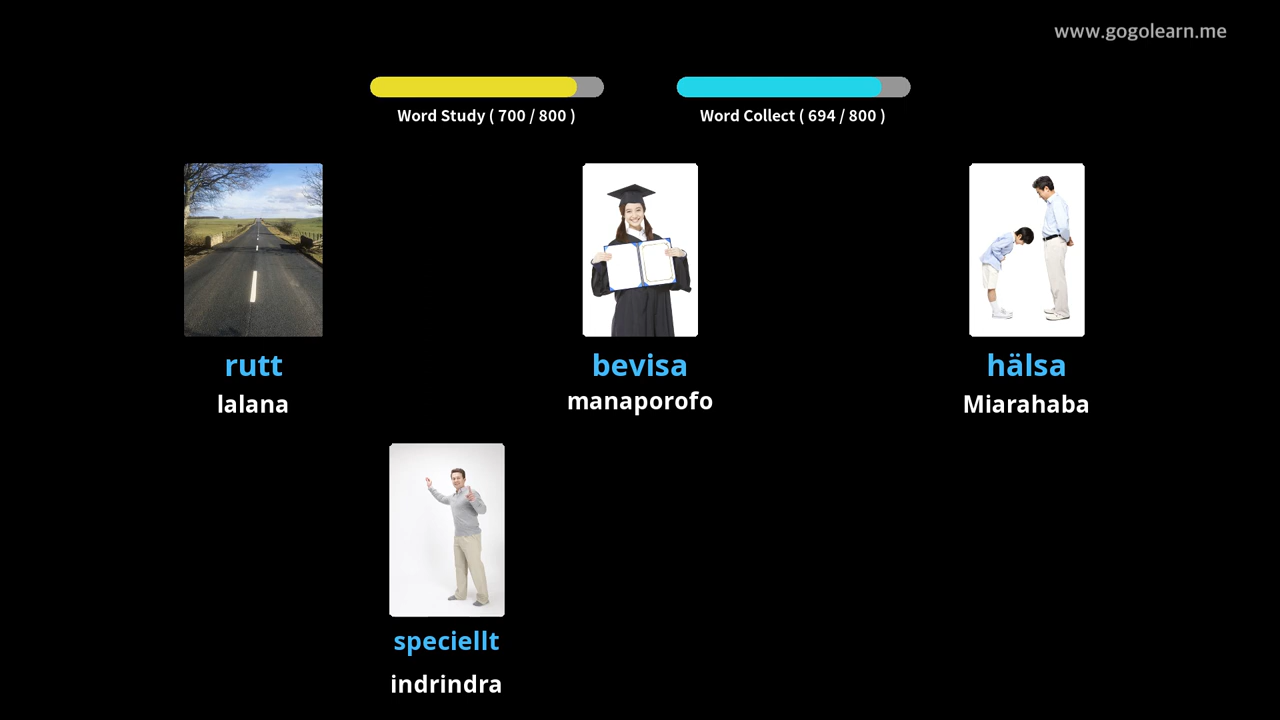 www.gogolearn.me
Word Study ( 700 / 800 )
Word Collect ( 694 / 800 )
rutt
lalana
bevisa
manaporofo
hälsa
Miarahaba
speciellt
indrindra